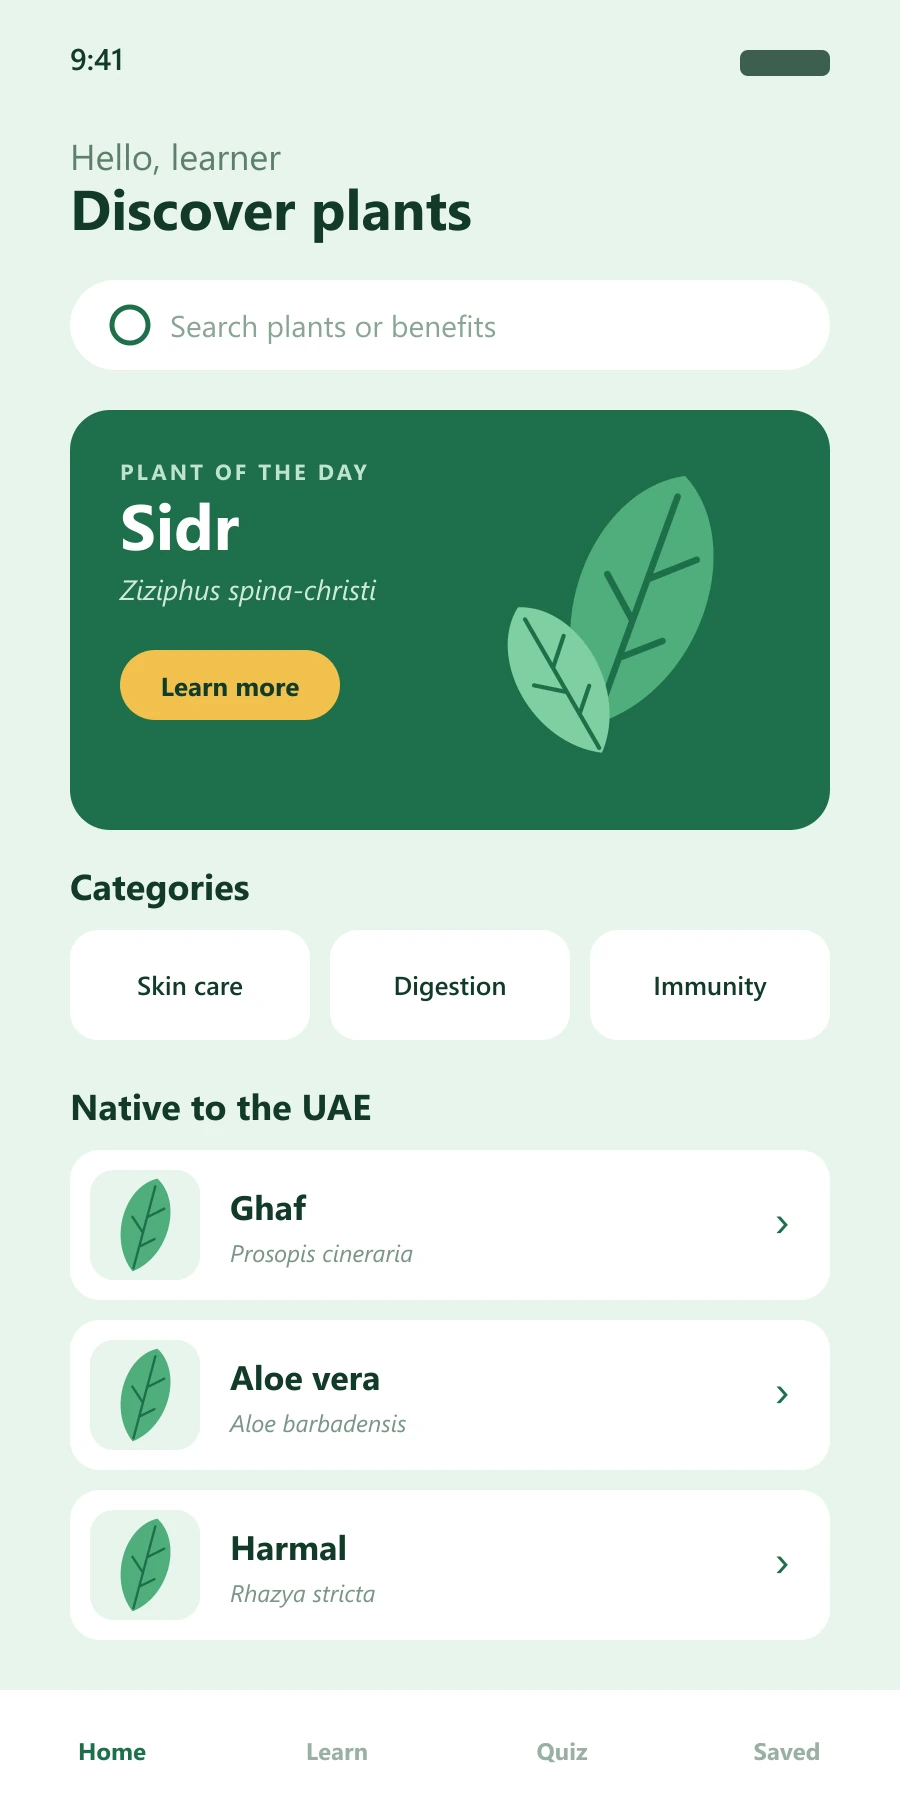 9:41
Hello, learner
Discover plants
Search plants or benefits
PLANT OF THE DAY
Sidr
Ziziphus spina-christi
Learn more
Categories
Skin care
Digestion
Immunity
Native to the UAE
Ghaf
Prosopis cineraria
Aloe vera
Aloe barbadensis
Harmal
Rhazya stricta
Home
Learn
Quiz
Saved